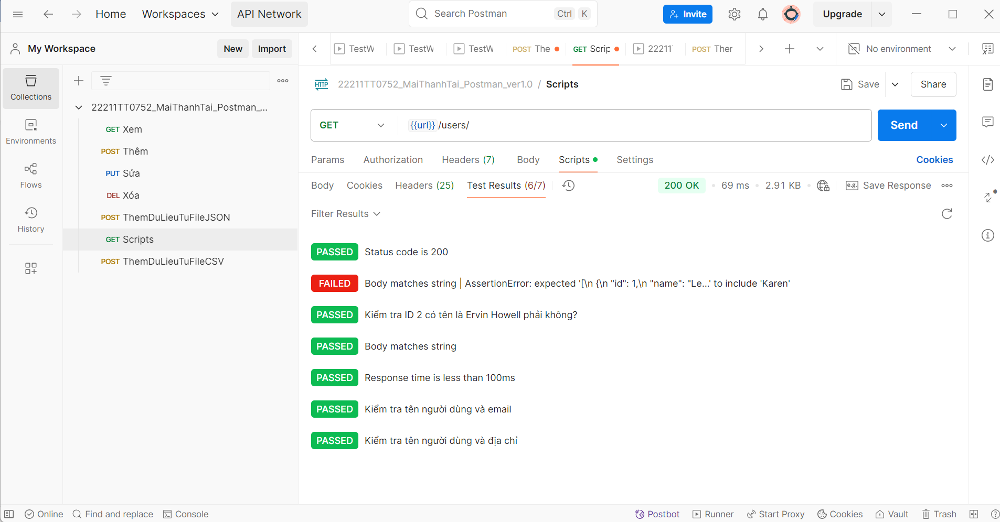 Home Workspaces API Network Search Postman Ctrl K Invite Upgrade
My Workspace New Import
TestW TestW TestW POST The GET Scrip 22211 POST Ther No environment
Collections
Environments
Flows
History
22211TT0752_MaiThanhTai_Postman_...
GET Xem
POST Thêm
PUT Sửa
DEL Xóa
POST ThemDuLieuTuFileJSON
GET Scripts
POST ThemDuLieuTuFileCSV
HTTP 22211TT0752_MaiThanhTai_Postman_ver1.0 / Scripts Save Share
GET {{url}} /users/ Send
Params Authorization Headers (7) Body Scripts Settings Cookies
Body Cookies Headers (25) Test Results (6/7) 200 OK 69 ms 2.91 KB e.g. Save Response
Filter Results
PASSED Status code is 200
FAILED Body matches string | AssertionError: expected '[\n {\n "id": 1,\n "name": "Le...' to include 'Karen'
PASSED Kiểm tra ID 2 có tên là Ervin Howell phải không?
PASSED Body matches string
PASSED Response time is less than 100ms
PASSED Kiểm tra tên người dùng và email
PASSED Kiểm tra tên người dùng và địa chỉ
Online Find and replace Console Postbot Runner Start Proxy Cookies Vault Trash